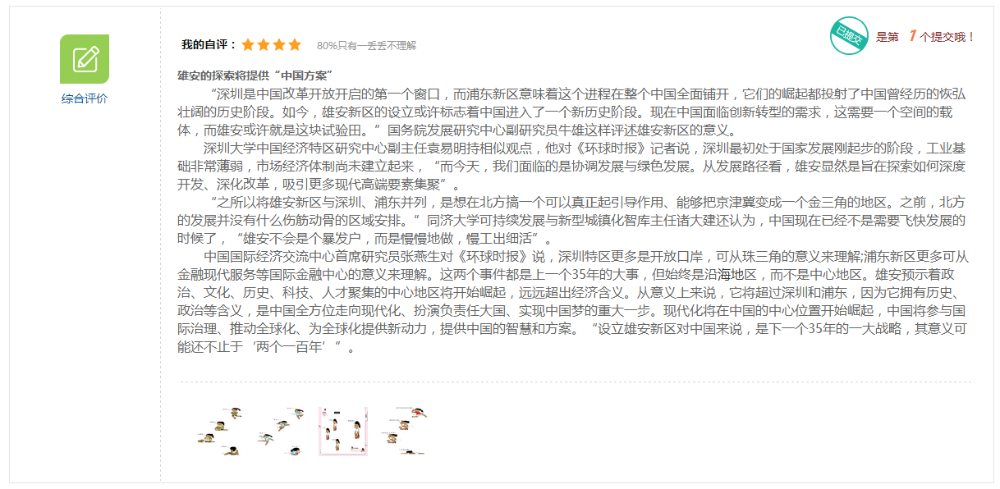 我的自评：
80%只有一丢丢不理解
已提交
是第 1 个提交哦！
综合评价
雄安的探索将提供“中国方案”
“深圳是中国改革开放开启的第一个窗口，而浦东新区意味着这个进程在整个中国全面铺开，它们的崛起都投射了中国曾经历的恢弘
壮阔的历史阶段。如今，雄安新区的设立或许标志着中国进入了一个新历史阶段。现在中国面临创新转型的需求，这需要一个空间的载
体，而雄安或许就是这块试验田。”国务院发展研究中心副研究员牛雄这样评述雄安新区的意义。
深圳大学中国经济特区研究中心副主任袁易明持相似观点，他对《环球时报》记者说，深圳最初处于国家发展刚起步的阶段，工业基
础非常薄弱，市场经济体制尚未建立起来，“而今天，我们面临的是协调发展与绿色发展。从发展路径看，雄安显然是旨在探索如何深度
开发、深化改革，吸引更多现代高端要素集聚”。
“之所以将雄安新区与深圳、浦东并列，是想在北方搞一个可以真正起引导作用、能够把京津冀变成一个金三角的地区。之前，北方
的发展并没有什么伤筋动骨的区域安排。”同济大学可持续发展与新型城镇化智库主任诸大建还认为，中国现在已经不是需要飞快发展的
时候了，“雄安不会是个暴发户，而是慢慢地做，慢工出细活”。
中国国际经济交流中心首席研究员张燕生对《环球时报》说，深圳特区更多是开放口岸，可从珠三角的意义来理解;浦东新区更多可从
金融现代服务等国际金融中心的意义来理解。这两个事件都是上一个35年的大事，但始终是沿海地区，而不是中心地区。雄安预示着政
治、文化、历史、科技、人才聚集的中心地区将开始崛起，远远超出经济含义。从意义上来说，它将超过深圳和浦东，因为它拥有历史、
政治等含义，是中国全方位走向现代化、扮演负责任大国、实现中国梦的重大一步。现代化将在中国的中心位置开始崛起，中国将参与国
际治理、推动全球化、为全球化提供新动力，提供中国的智慧和方案。“设立雄安新区对中国来说，是下一个35年的一大战略，其意义可
能还不止于‘两个一百年’”。